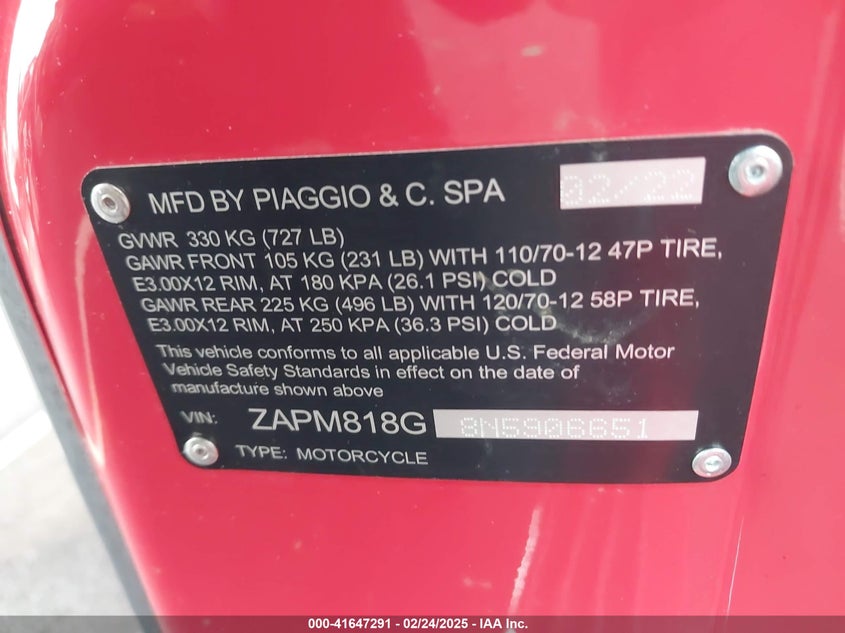 MFD BY PIAGGIO & C. SPA 02/22
GVWR 330 KG (727 LB)
GAWR FRONT 105 KG (231 LB) WITH 110/70-12 47P TIRE,
E3.00X12 RIM, AT 180 KPA (26.1 PSI) COLD
GAWR REAR 225 KG (496 LB) WITH 120/70-12 58P TIRE,
E3.00X12 RIM, AT 250 KPA (36.3 PSI) COLD
This vehicle conforms to all applicable U.S. Federal Motor
Vehicle Safety Standards in effect on the date of
manufacture shown above
VIN: ZAPM818G 8N5906651
TYPE: MOTORCYCLE
000-41647291 - 02/24/2025 - IAA Inc.